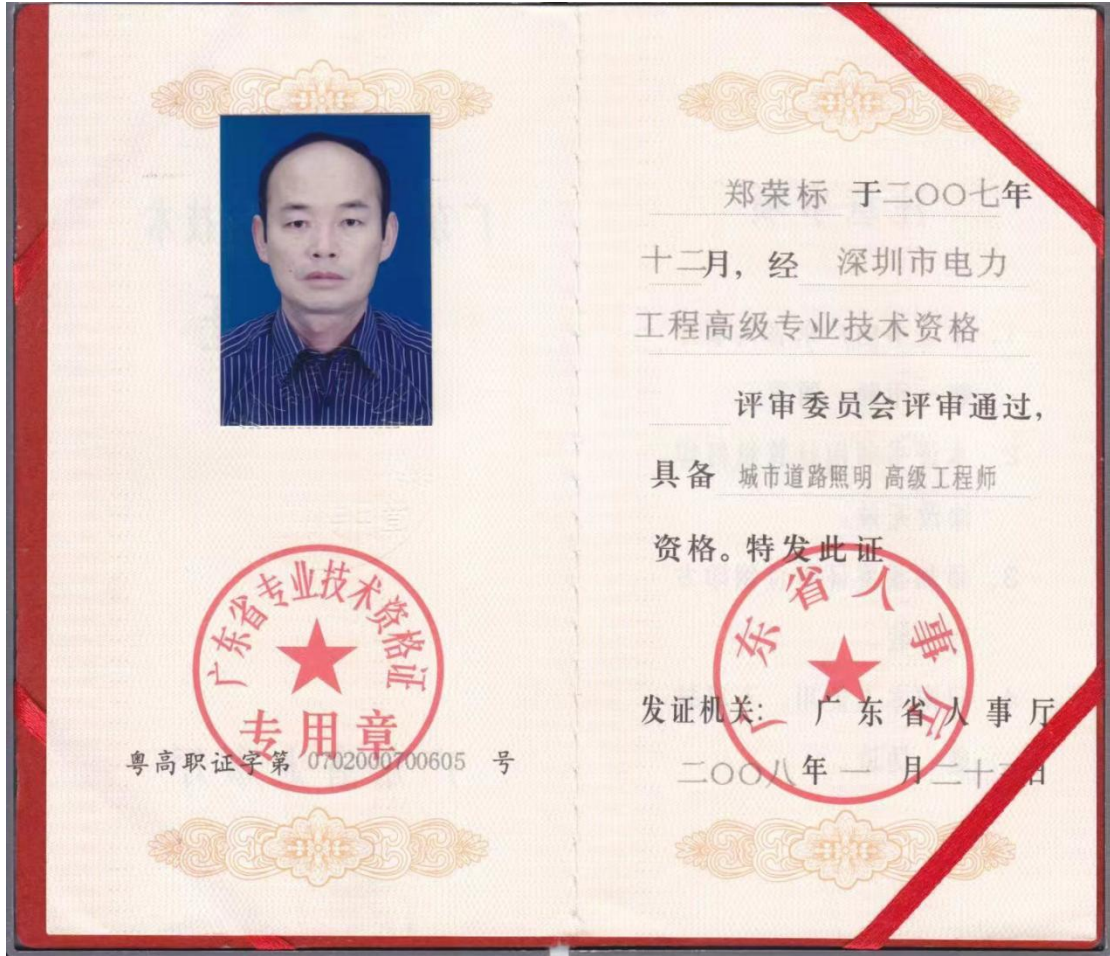 广东省专业技术资格证
专用章
粤高职证字第 0702000700605 号
郑荣标 于二〇〇七年
十二月，经 深圳市电力
工程高级专业技术资格
评审委员会评审通过，
具备 城市道路照明 高级工程师
资格。特发此证
广东省人事厅
发证机关: 广东省人事厅
二〇〇八年 一 月二十 日